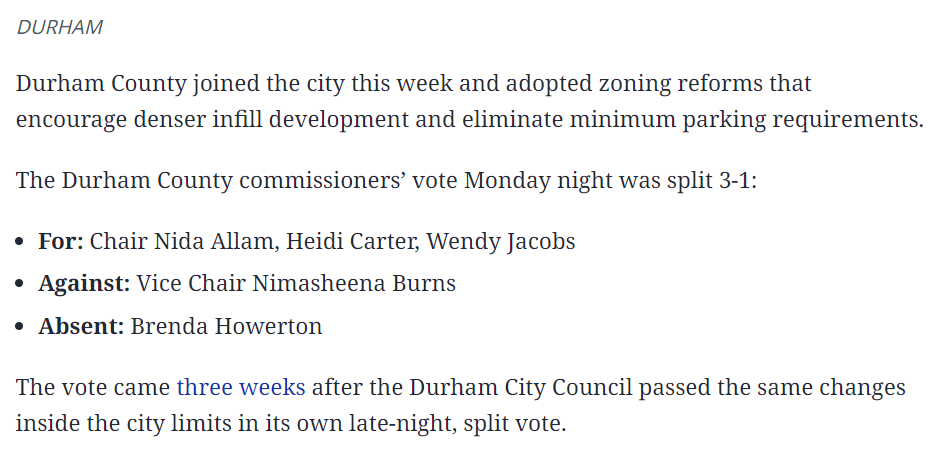 DURHAM
Durham County joined the city this week and adopted zoning reforms that
encourage denser infill development and eliminate minimum parking requirements.
The Durham County commissioners’ vote Monday night was split 3-1:
• For: Chair Nida Allam, Heidi Carter, Wendy Jacobs
• Against: Vice Chair Nimasheena Burns
• Absent: Brenda Howerton
The vote came three weeks after the Durham City Council passed the same changes
inside the city limits in its own late-night, split vote.